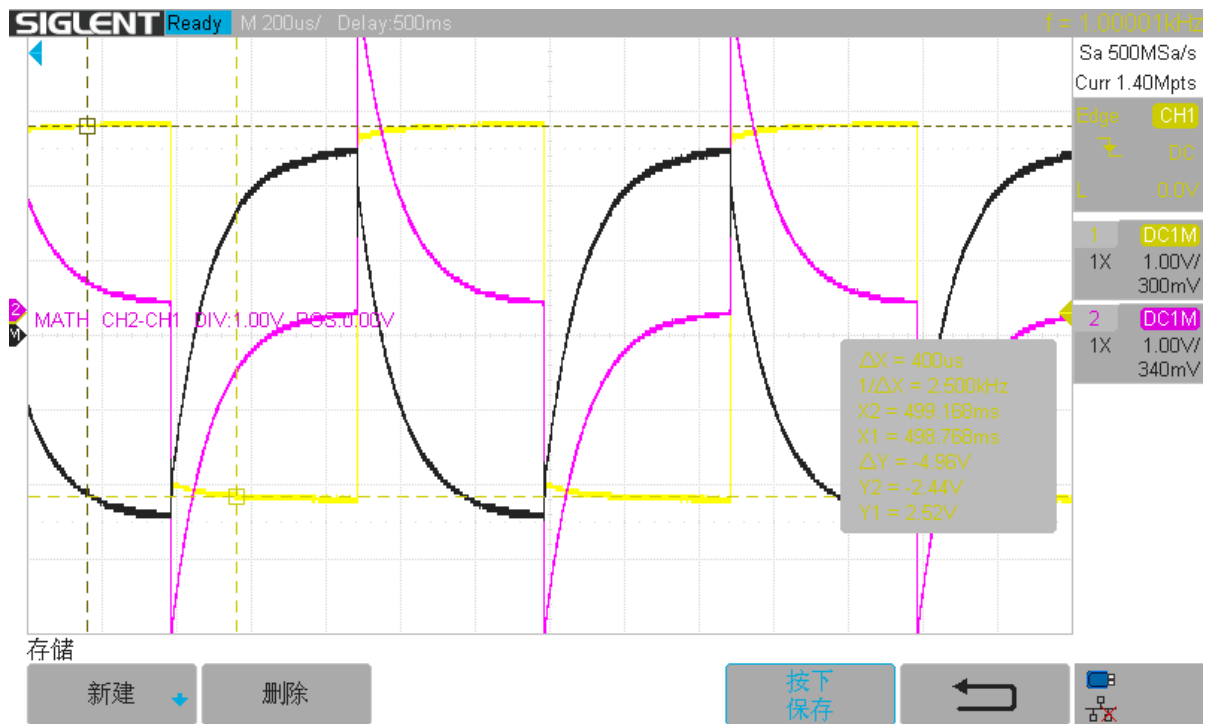 SIGLENT Ready M 200us/ Delay:500ms f = 1.00001kHz
Sa 500MSa/s
Curr 1.40Mpts
Edge CH1
DC
L 0.0V
1 DC1M
1X 1.00V/
300mV
2 DC1M
1X 1.00V/
340mV
2
MATH CH2-CH1 DIV:1.00V POS:0.00V
M
ΔX = 400us
1/ΔX = 2.500kHz
X2 = 499.168ms
X1 = 498.768ms
ΔY = -4.96V
Y2 = -2.44V
Y1 = 2.52V
存储
新建 删除 按下
保存